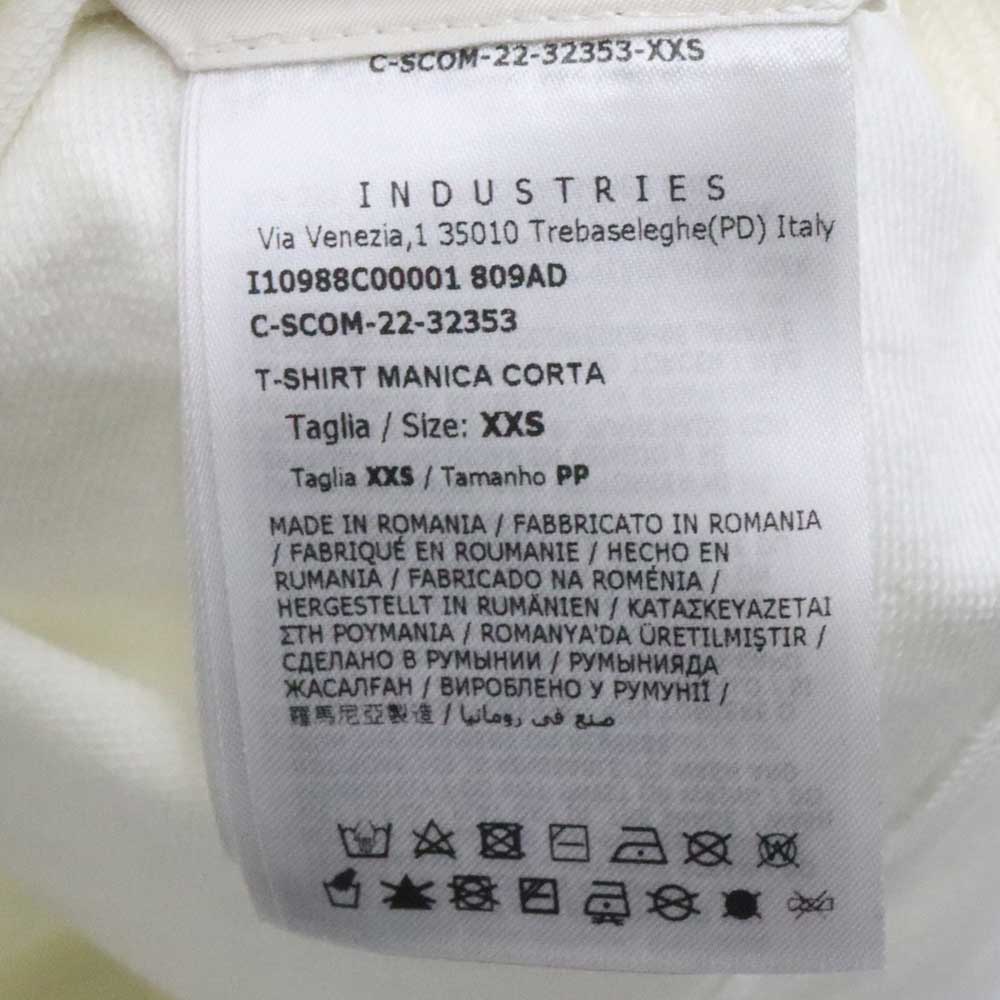 C-SCOM-22-32353-XXS
INDUSTRIES
Via Venezia,1 35010 Trebaseleghe(PD) Italy
I10988C00001 809AD
C-SCOM-22-32353
T-SHIRT MANICA CORTA
Taglia / Size: XXS
Taglia XXS / Tamanho PP
MADE IN ROMANIA / FABBRICATO IN ROMANIA
/ FABRIQUÉ EN ROUMANIE / HECHO EN
RUMANIA / FABRICADO NA ROMÉNIA /
HERGESTELLT IN RUMÄNIEN / ΚΑΤΑΣΚΕΥΑΖΕΤΑΙ
ΣΤΗ ΡΟΥΜΑΝΙΑ / ROMANYA'DA ÜRETILMIŞTIR /
СДЕЛАНО В РУМЫНИИ / РУМЫНИЯДА
ЖАСАЛҒАН / ВИРОБЛЕНО У РУМУНІЇ /
羅馬尼亞製造 / صنع في رومانيا